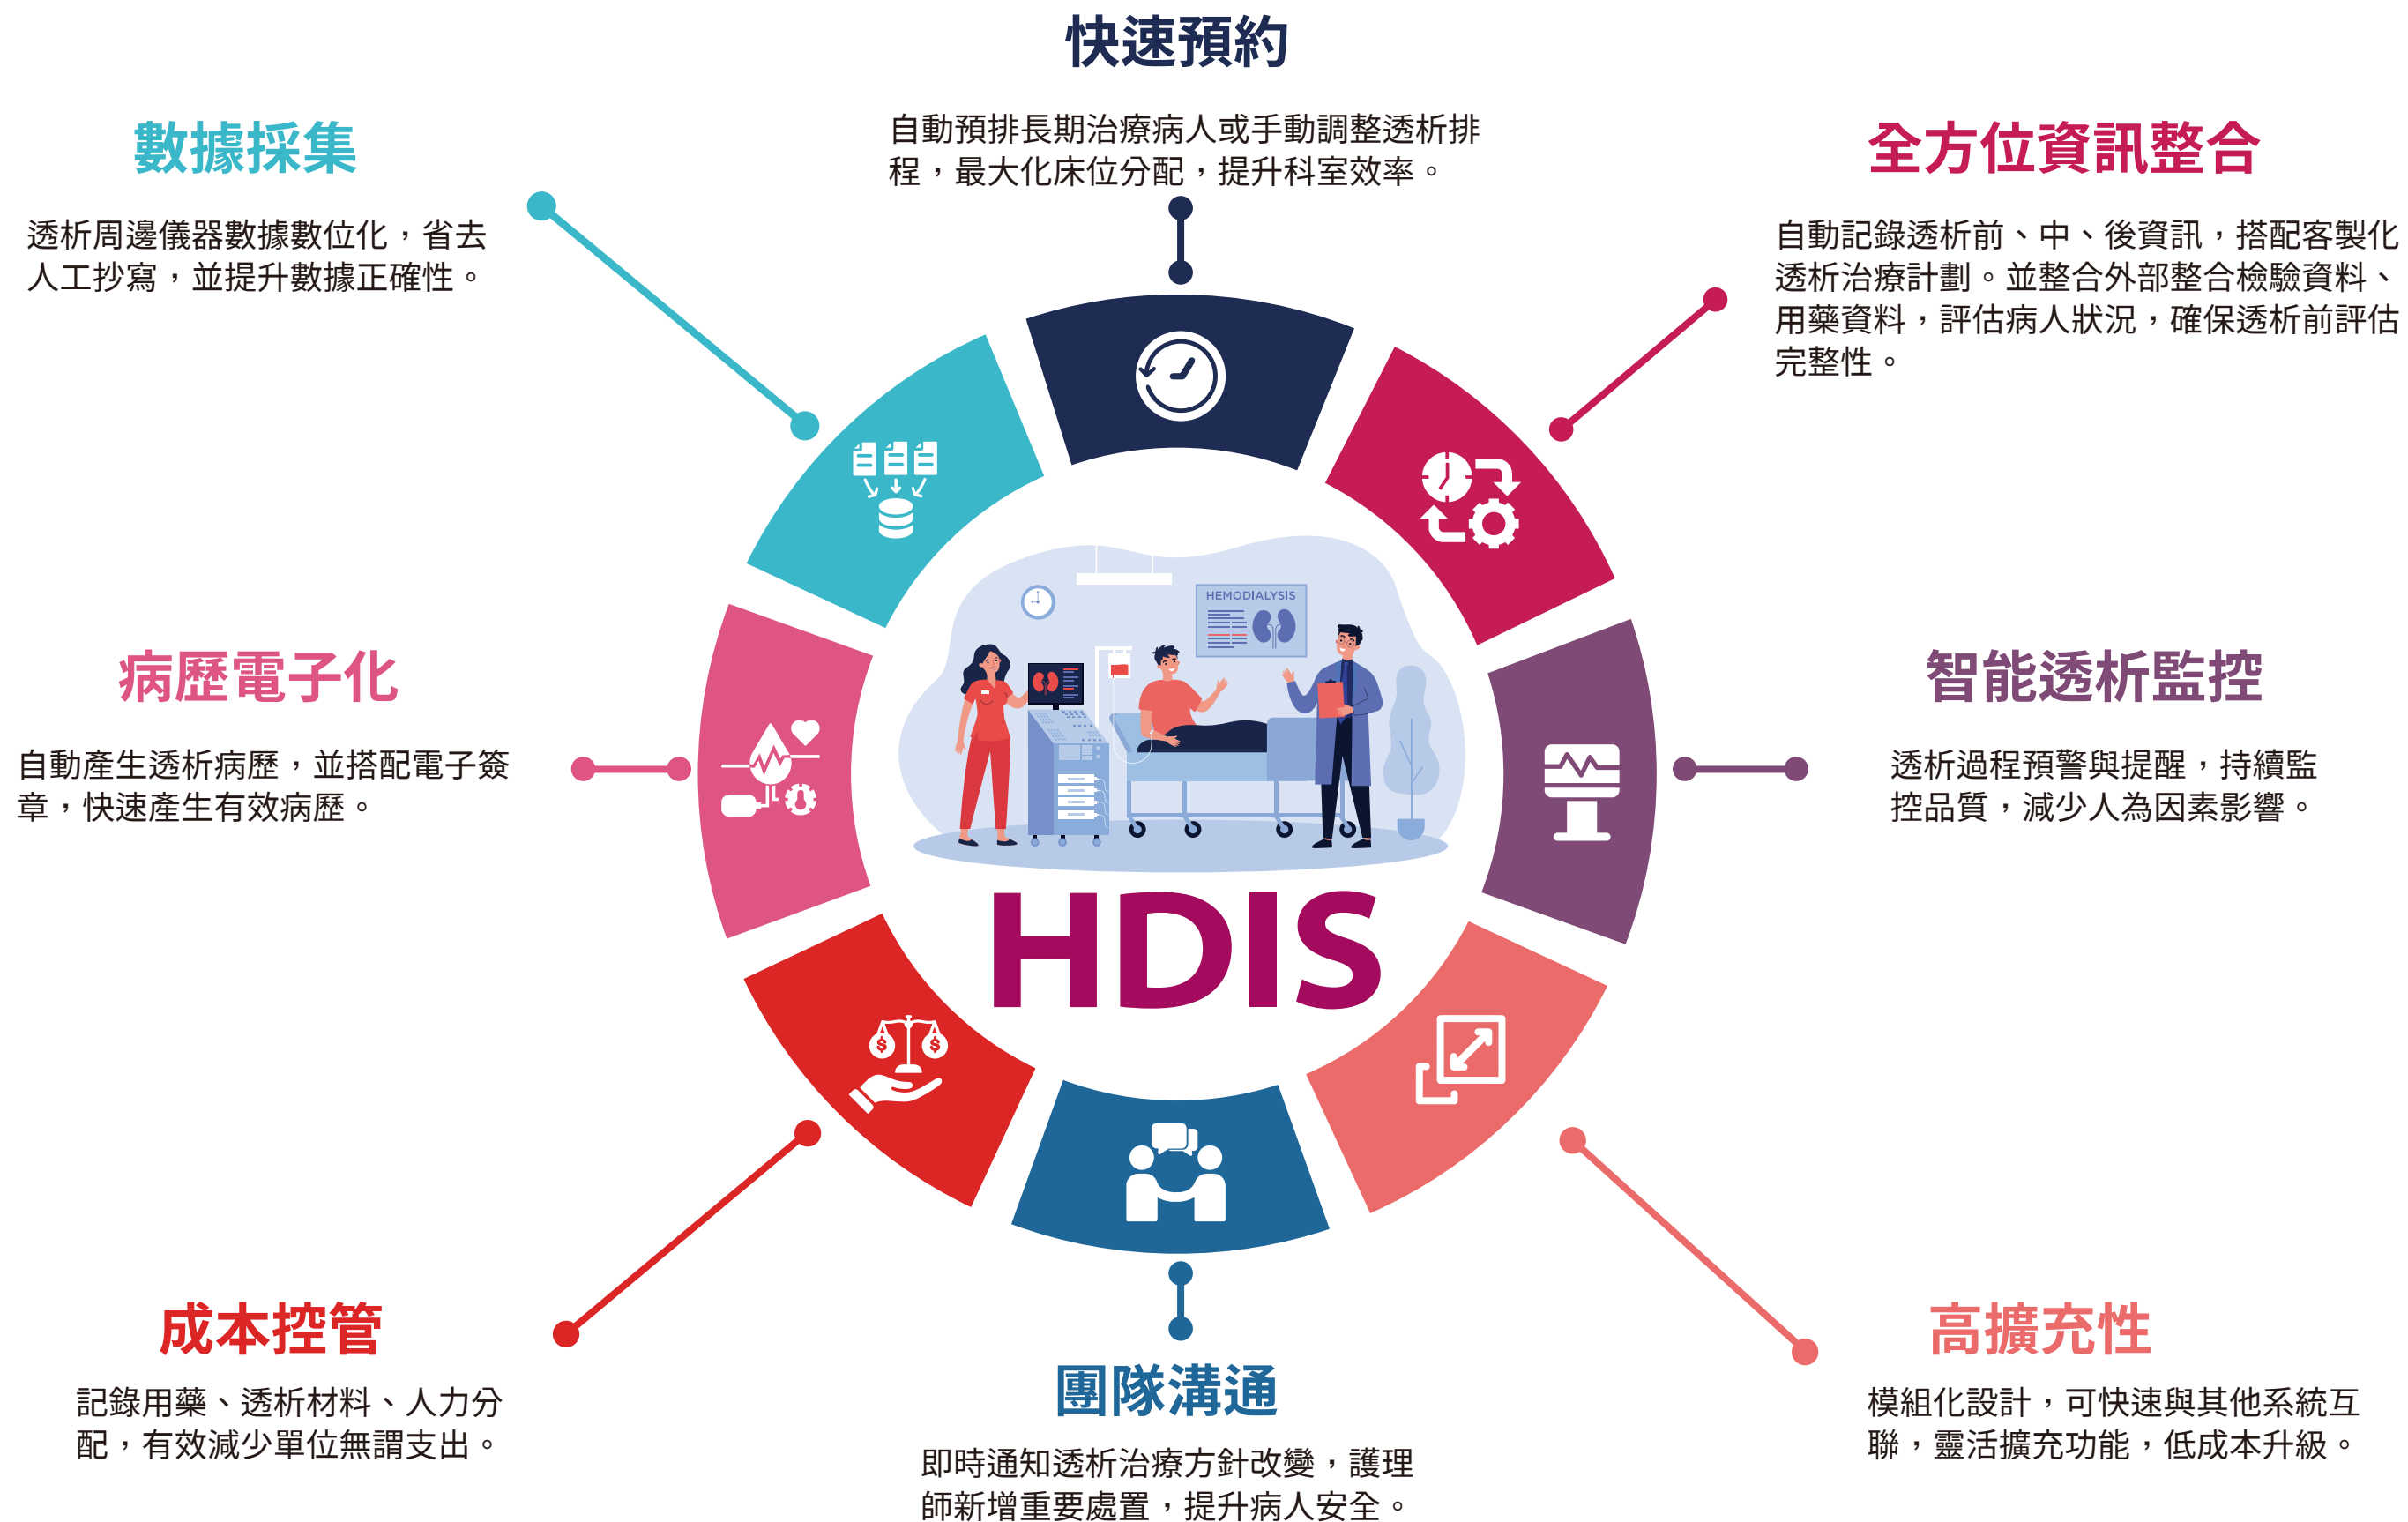 快速預約
自動預排長期治療病人或手動調整透析排
程，最大化床位分配，提升科室效率。
數據採集
透析周邊儀器數據數位化，省去
人工抄寫，並提升數據正確性。
全方位資訊整合
自動記錄透析前、中、後資訊，搭配客製化
透析治療計劃。並整合外部整合檢驗資料、
用藥資料，評估病人狀況，確保透析前評估
完整性。
病歷電子化
自動產生透析病歷，並搭配電子簽
章，快速產生有效病歷。
HEMODIALYSIS
HDIS
智能透析監控
透析過程預警與提醒，持續監
控品質，減少人為因素影響。
成本控管
記錄用藥、透析材料、人力分
配，有效減少單位無謂支出。
團隊溝通
即時通知透析治療方針改變，護理
師新增重要處置，提升病人安全。
高擴充性
模組化設計，可快速與其他系統互
聯，靈活擴充功能，低成本升級。